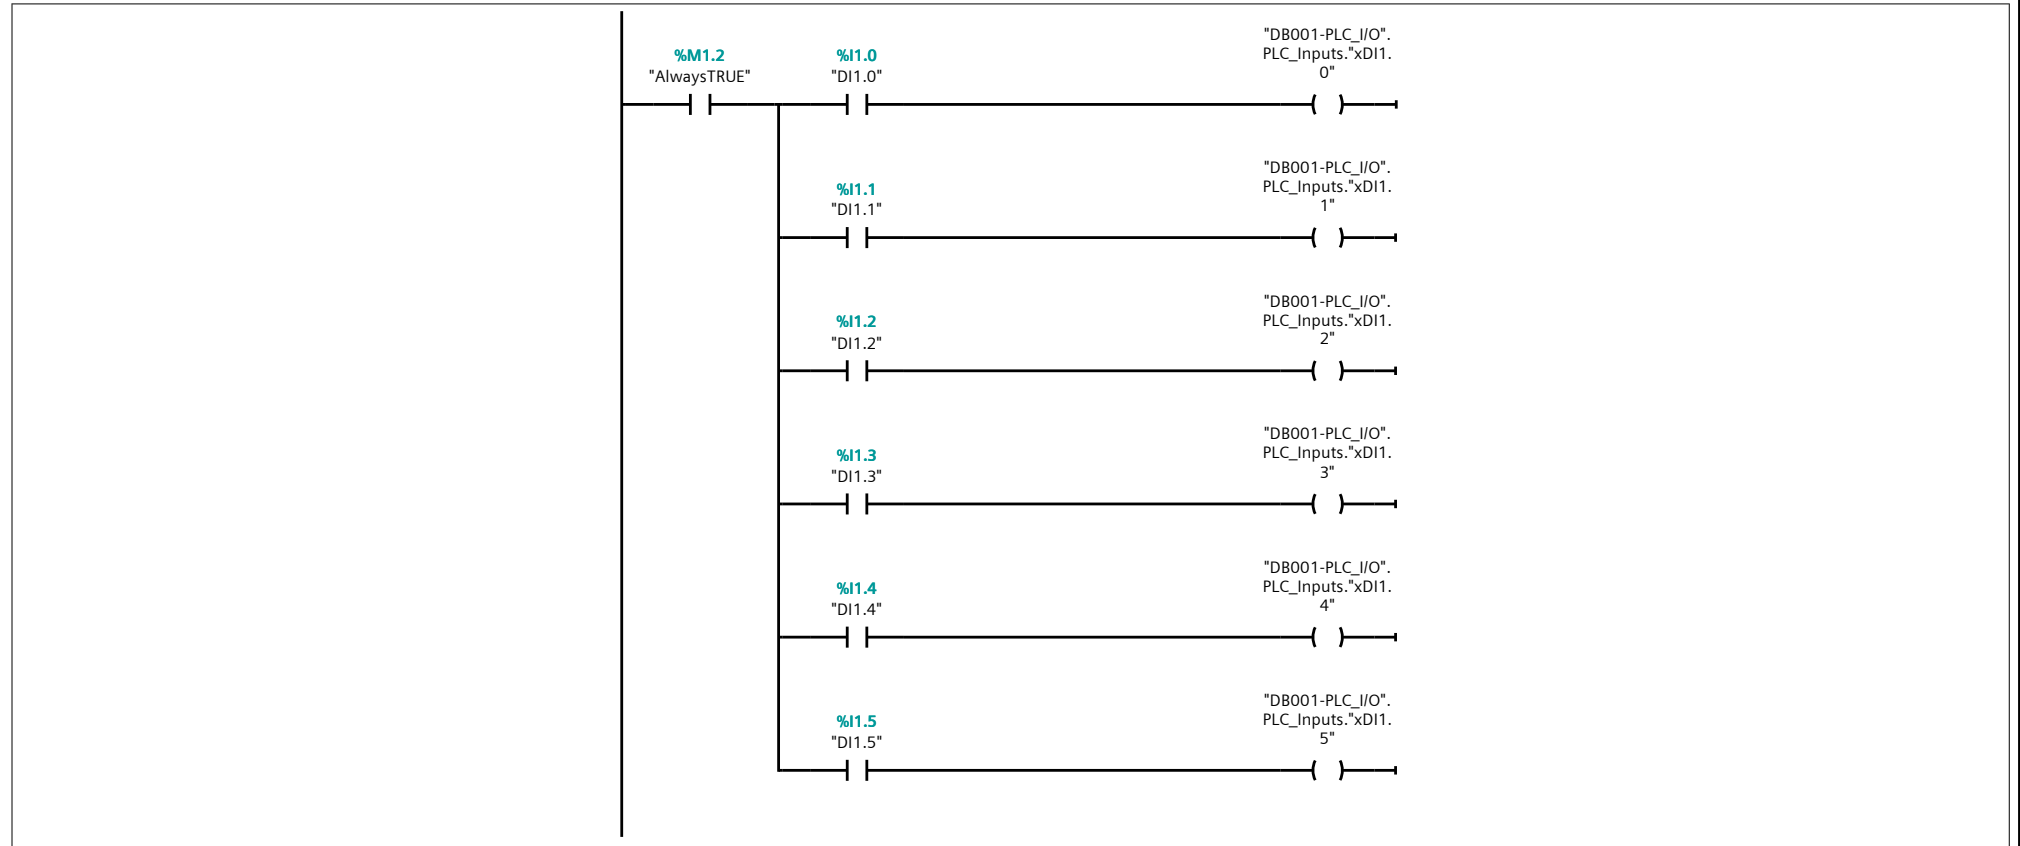 "DB001-PLC_I/O".
PLC_Inputs."xDI1.
0"
%M1.2
"AlwaysTRUE"
%I1.0
"DI1.0"
"DB001-PLC_I/O".
PLC_Inputs."xDI1.
1"
%I1.1
"DI1.1"
"DB001-PLC_I/O".
PLC_Inputs."xDI1.
2"
%I1.2
"DI1.2"
"DB001-PLC_I/O".
PLC_Inputs."xDI1.
3"
%I1.3
"DI1.3"
"DB001-PLC_I/O".
PLC_Inputs."xDI1.
4"
%I1.4
"DI1.4"
"DB001-PLC_I/O".
PLC_Inputs."xDI1.
5"
%I1.5
"DI1.5"